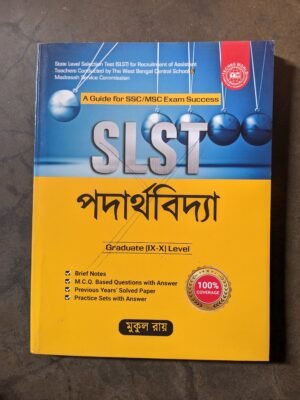 State Level Selection Test (SLST) for Recruitment of Assistant
Teachers Conducted by The West Bengal Central School &
Madrasah Service Commission
A Guide for SSC/MSC Exam Success
SLST
পদার্থবিদ্যা
Graduate (IX-X) Level
Brief Notes
M.C.Q. Based Questions with Answer
Previous Years' Solved Paper
Practice Sets with Answer
100%
COVERAGE
মুকুল রায়